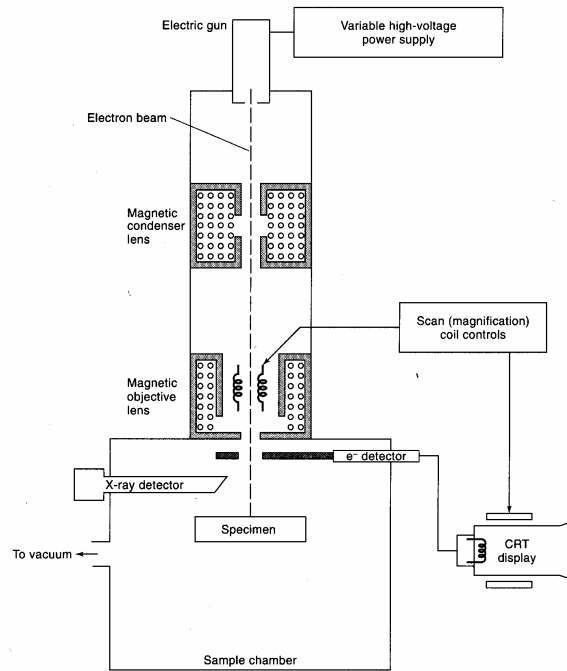 Electric gun
Variable high-voltage
power supply
Electron beam
Magnetic
condenser
lens
Scan (magnification)
coil controls
Magnetic
objective
lens
e⁻ detector
X-ray detector
Specimen
To vacuum
CRT
display
Sample chamber